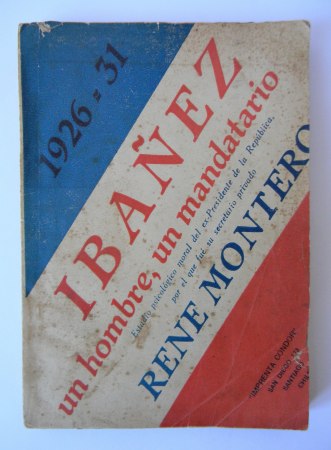 1926 = 31
IBAÑEZ
un hombre, un mandatario
Estudio psicológico moral del ex-Presidente de la República,
por el que fué su secretario privado
RENE MONTERO
"IMPRENTA CONDOR"
SAN DIEGO
SANTIAGO
CHILE